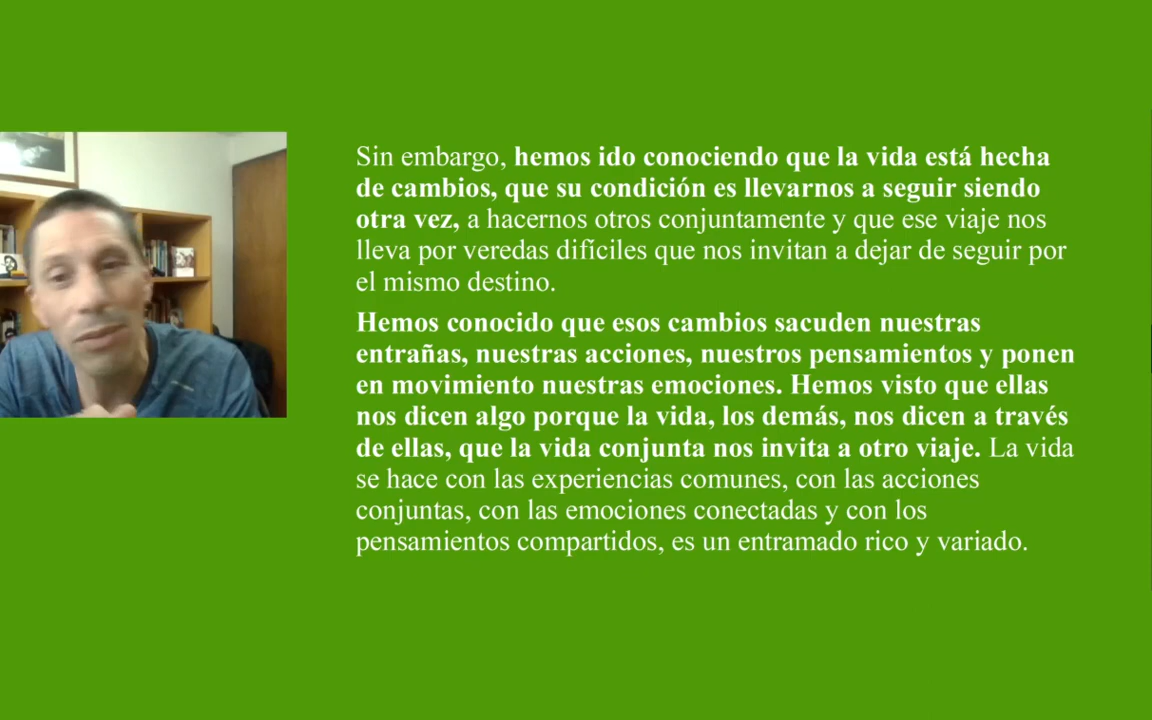 Sin embargo, hemos ido conociendo que la vida está hecha
de cambios, que su condición es llevarnos a seguir siendo
otra vez, a hacernos otros conjuntamente y que ese viaje nos
lleva por veredas difíciles que nos invitan a dejar de seguir por
el mismo destino.
Hemos conocido que esos cambios sacuden nuestras
entrañas, nuestras acciones, nuestros pensamientos y ponen
en movimiento nuestras emociones. Hemos visto que ellas
nos dicen algo porque la vida, los demás, nos dicen a través
de ellas, que la vida conjunta nos invita a otro viaje. La vida
se hace con las experiencias comunes, con las acciones
conjuntas, con las emociones conectadas y con los
pensamientos compartidos, es un entramado rico y variado.